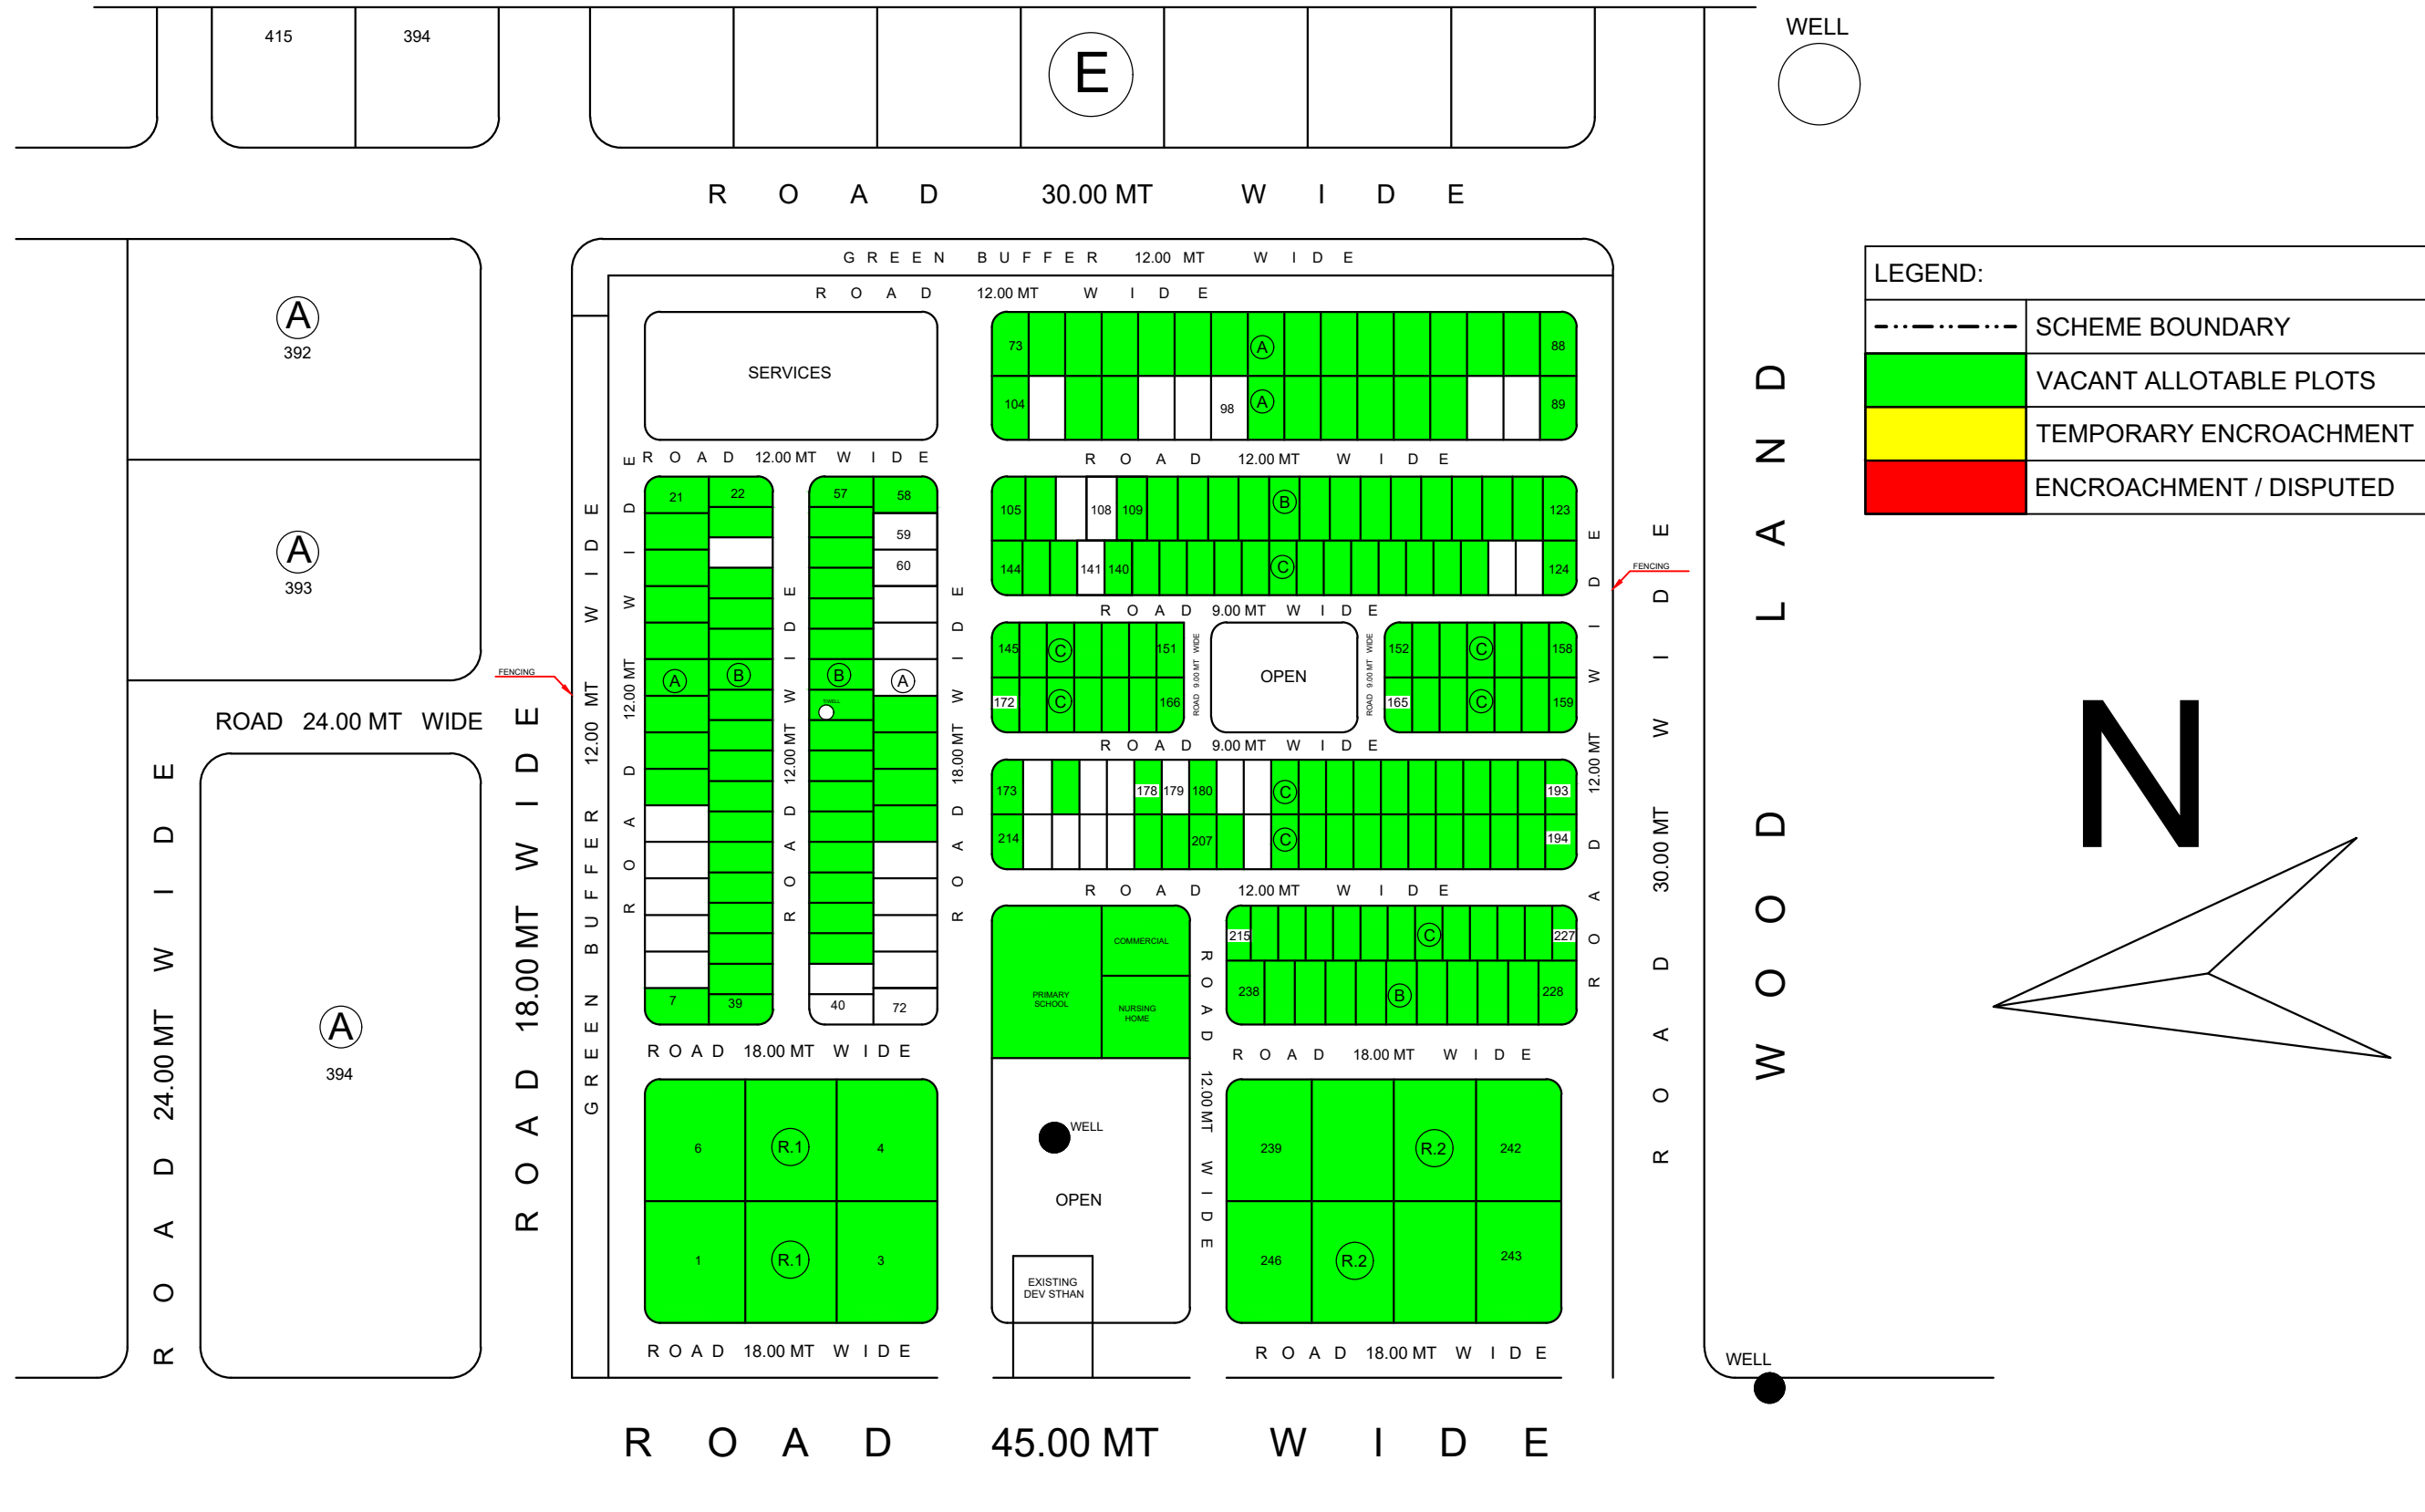 415
394
E
WELL
ROAD 30.00 MT WIDE
GREEN BUFFER 12.00 MT WIDE
ROAD 12.00 MT WIDE
LEGEND:
SCHEME BOUNDARY
VACANT ALLOTABLE PLOTS
TEMPORARY ENCROACHMENT
ENCROACHMENT / DISPUTED
A
392
A
393
SERVICES
73
A
88
104
98
A
89
ROAD 12.00 MT WIDE
ROAD 12.00 MT WIDE
21
22
57
58
59
60
A
B
B
A
7
39
40
72
105
108
109
B
123
144
141
140
C
124
FENCING
FENCING
ROAD 9.00 MT WIDE
145
C
151
172
C
166
ROAD 9.00 MT WIDE
OPEN
ROAD 9.00 MT WIDE
152
C
158
165
C
159
ROAD 9.00 MT WIDE
173
178
179
180
C
193
214
207
C
194
ROAD 12.00 MT WIDE
ROAD 24.00 MT WIDE
ROAD 24.00 MT WIDE
A
394
ROAD 18.00 MT WIDE
GREEN BUFFER 12.00 MT WIDE
ROAD 12.00 MT WIDE
ROAD 12.00 MT WIDE
ROAD 18.00 MT WIDE
PRIMARY
SCHOOL
COMMERCIAL
NURSING
HOME
ROAD 12.00 MT WIDE
215
C
227
238
B
228
ROAD 12.00 MT WIDE
ROAD 30.00 MT WIDE
WOOD LAND
N
ROAD 18.00 MT WIDE
ROAD 18.00 MT WIDE
6
R.1
4
1
R.1
3
WELL
OPEN
EXISTING
DEV STHAN
239
R.2
242
246
R.2
243
ROAD 18.00 MT WIDE
ROAD 18.00 MT WIDE
WELL
ROAD 45.00 MT WIDE